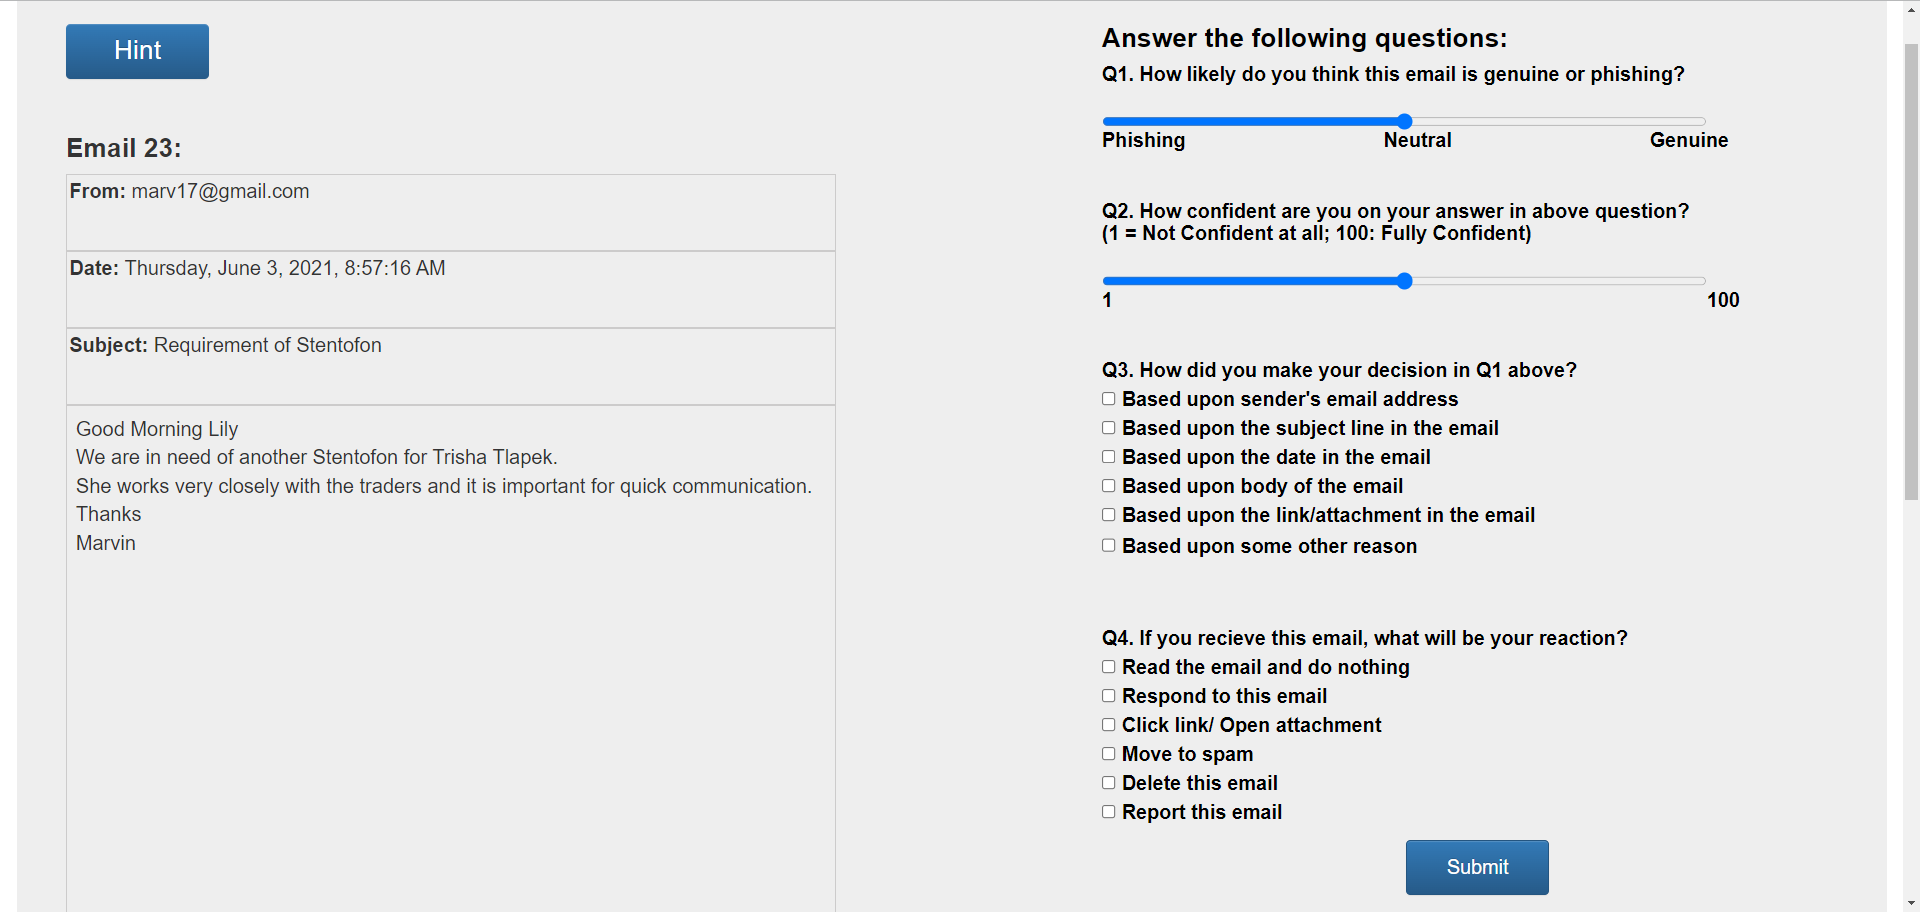 Hint
Email 23:
From: marv17@gmail.com
Date: Thursday, June 3, 2021, 8:57:16 AM
Subject: Requirement of Stentofon
Good Morning Lily
We are in need of another Stentofon for Trisha Tlapek.
She works very closely with the traders and it is important for quick communication.
Thanks
Marvin
Answer the following questions:
Q1. How likely do you think this email is genuine or phishing?
Phishing Neutral Genuine
Q2. How confident are you on your answer in above question?
(1 = Not Confident at all; 100: Fully Confident)
1 100
Q3. How did you make your decision in Q1 above?
Based upon sender's email address
Based upon the subject line in the email
Based upon the date in the email
Based upon body of the email
Based upon the link/attachment in the email
Based upon some other reason
Q4. If you recieve this email, what will be your reaction?
Read the email and do nothing
Respond to this email
Click link/ Open attachment
Move to spam
Delete this email
Report this email
Submit